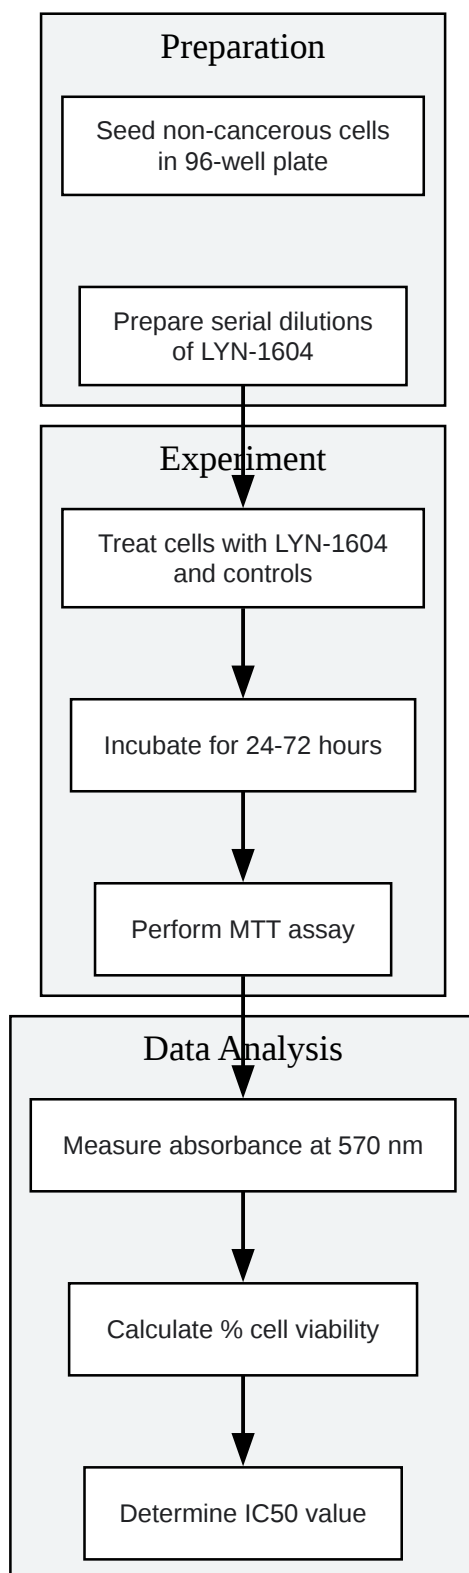 Preparation
Seed non-cancerous cells
in 96-well plate
Prepare serial dilutions
of LYN-1604
Experiment
Treat cells with LYN-1604
and controls
Incubate for 24-72 hours
Perform MTT assay
Data Analysis
Measure absorbance at 570 nm
Calculate % cell viability
Determine IC50 value